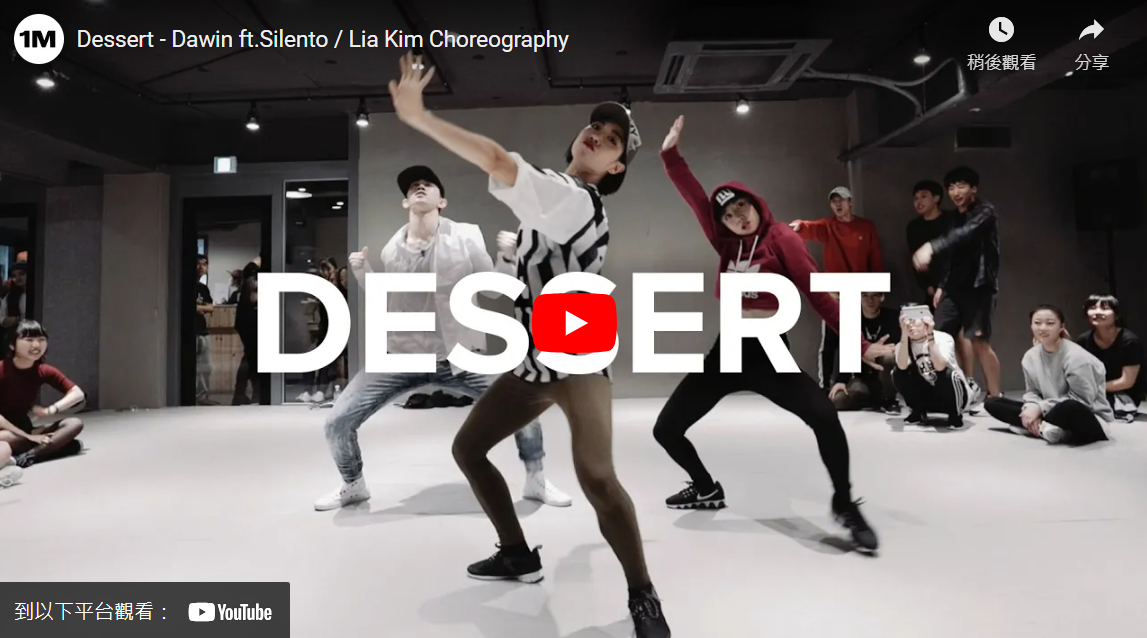 1M
Dessert - Dawin ft.Silento / Lia Kim Choreography
稍後觀看
分享
DESSERT
到以下平台觀看：
YouTube